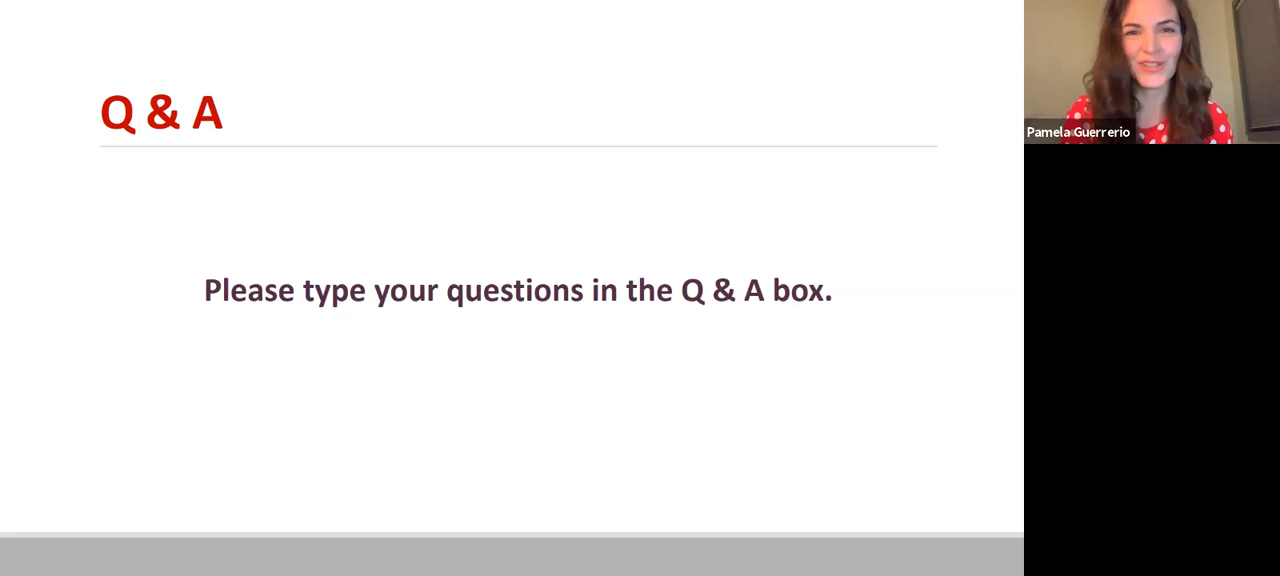 Q & A
Please type your questions in the Q & A box.
Pamela Guerrerio